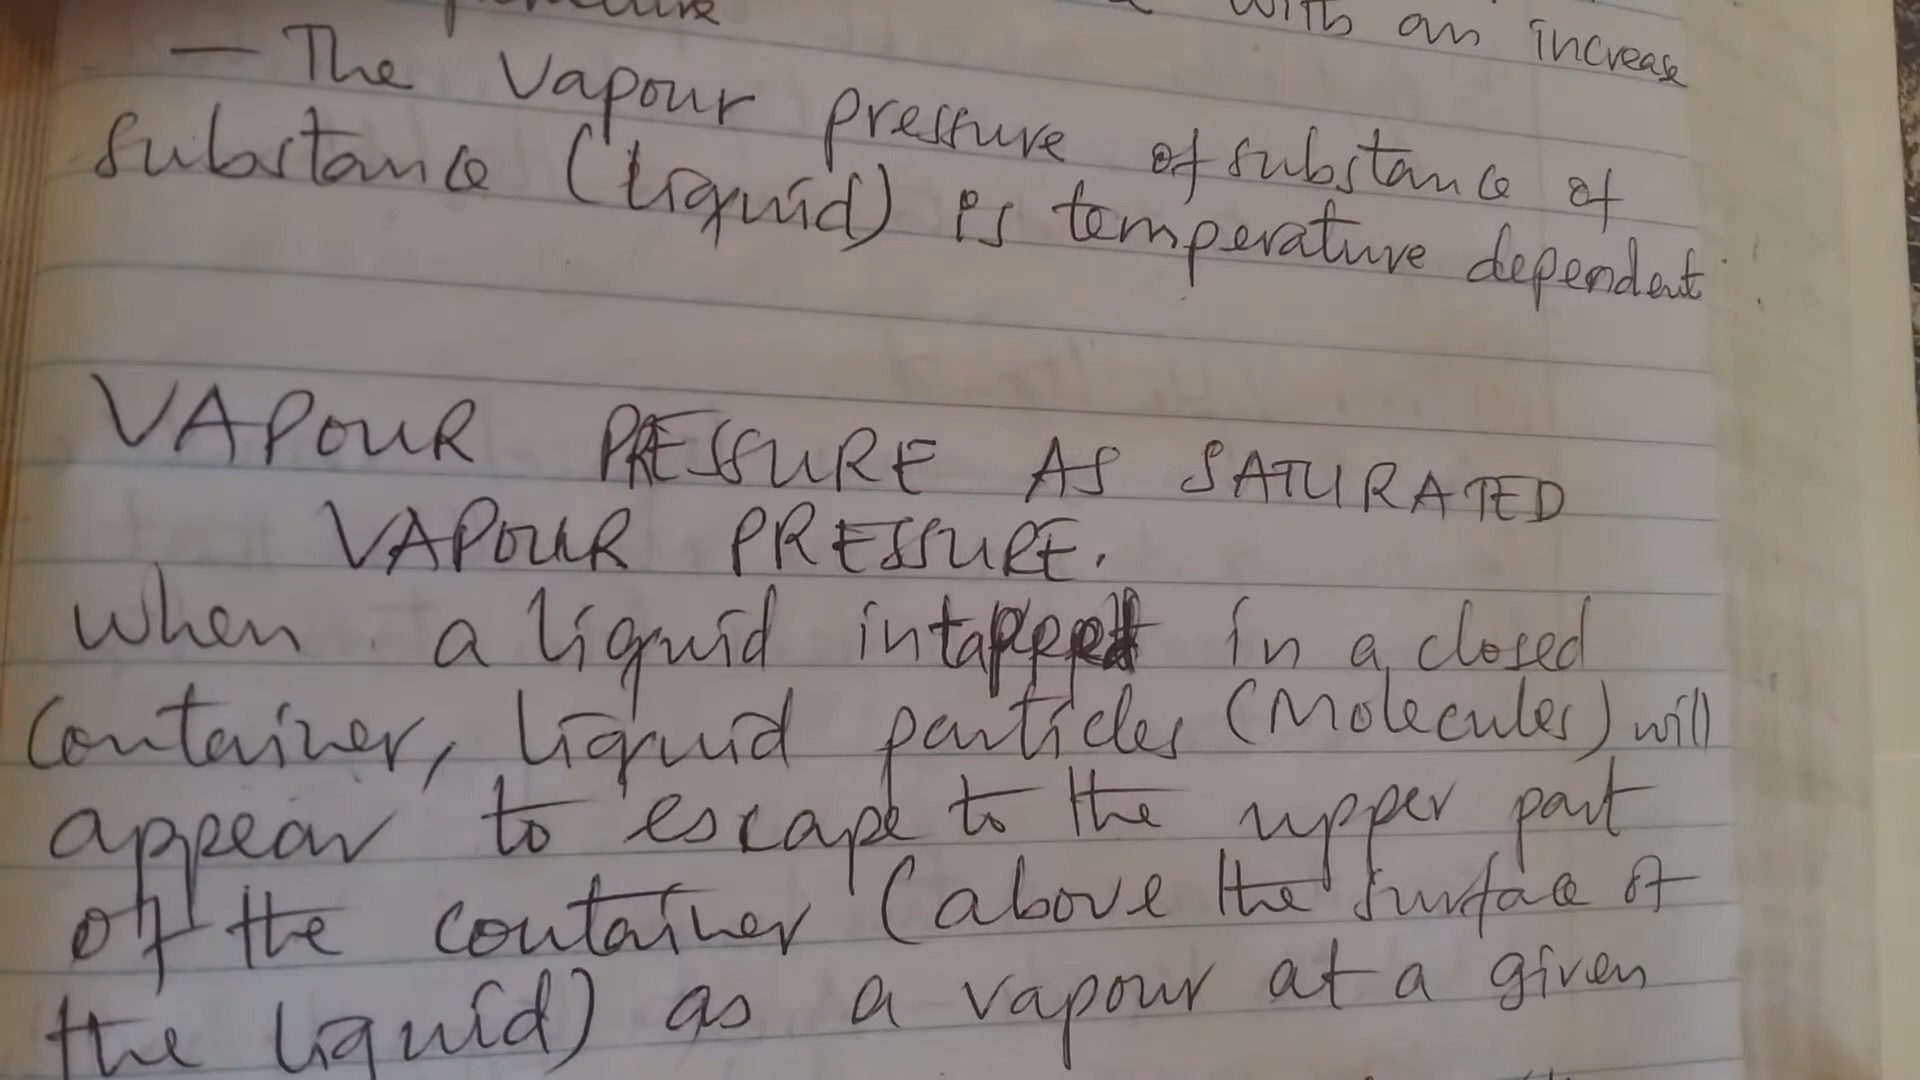 with an increase
— The vapour pressure of substance of
substance (liquid) is temperature dependent
VAPOUR PRESSURE AS SATURATED
VAPOUR PRESSURE.
When a liquid in a closed
container, liquid particles (molecules) will
appear to escape to the upper part
of the container (above the surface of
the liquid) as a vapour at a given